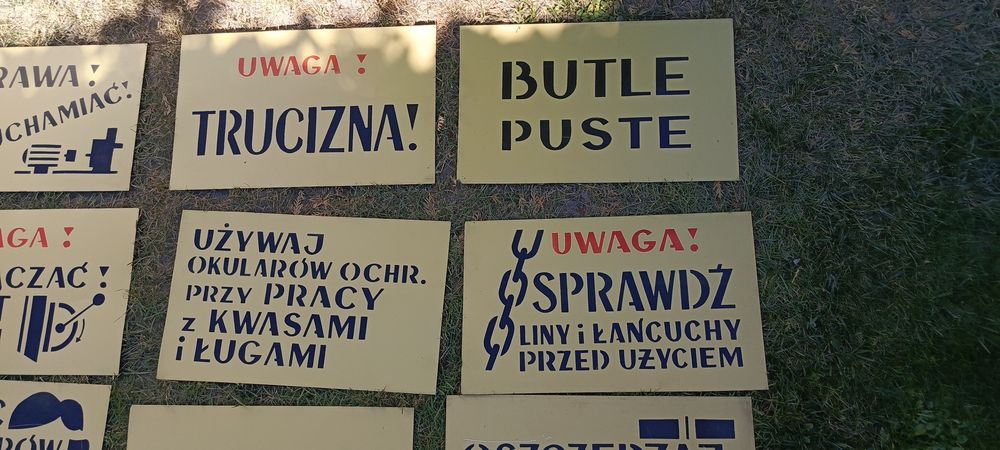 UWAGA!
TRUCIZNA!
BUTLE
PUSTE
UŻYWAJ
OKULARÓW OCHR.
PRZY PRACY
z KWASAMI
i ŁUGAMI
UWAGA!
SPRAWDŹ
LINY i ŁAŃCUCHY
PRZED UŻYCIEM